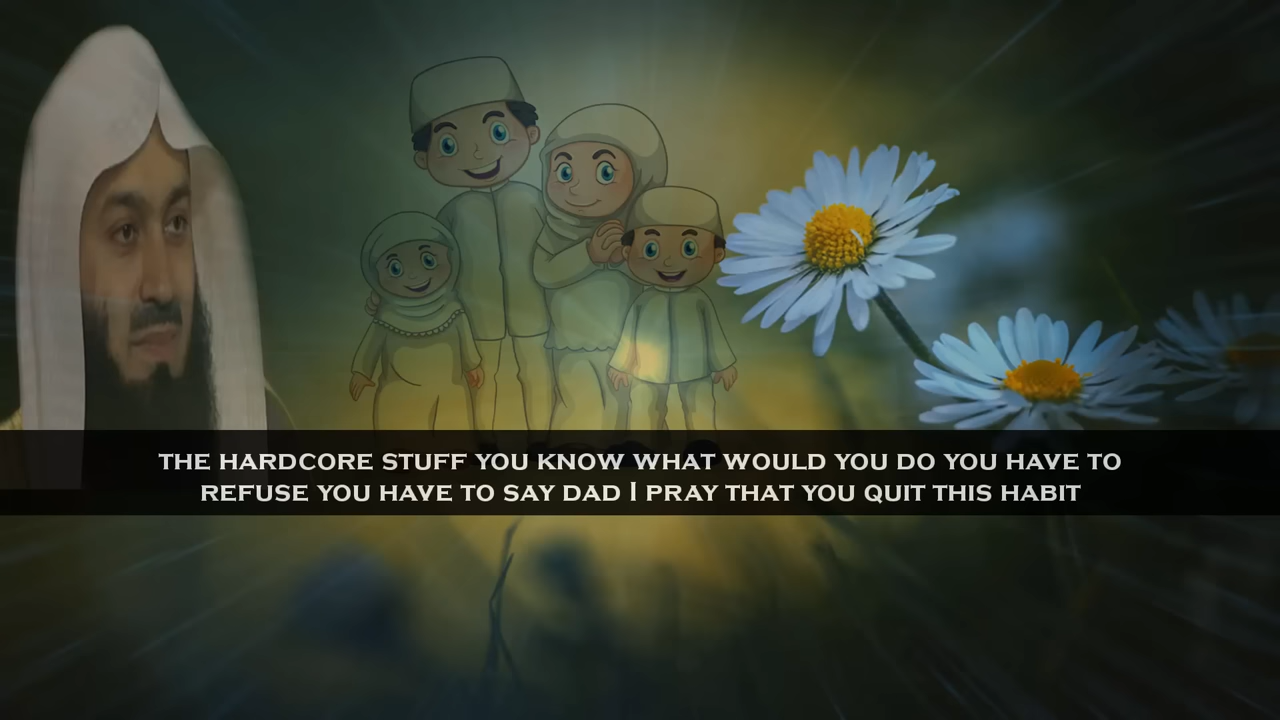 THE HARDCORE STUFF YOU KNOW WHAT WOULD YOU DO YOU HAVE TO
REFUSE YOU HAVE TO SAY DAD I PRAY THAT YOU QUIT THIS HABIT